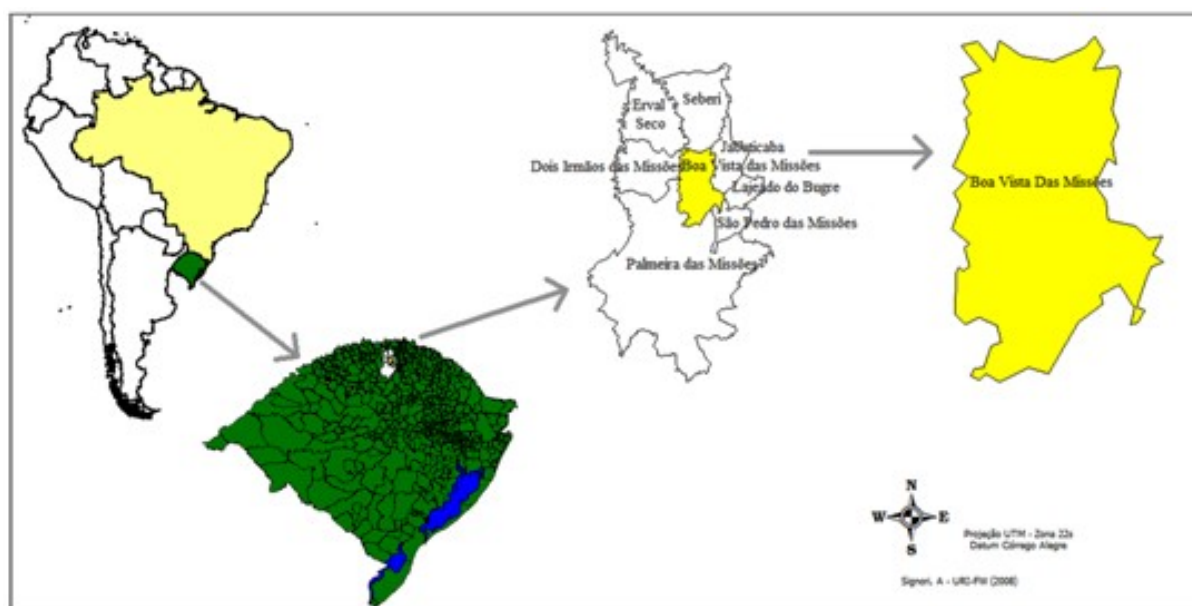 Erval
Seco
Seberi
Jabuticaba
Dois Irmãos das Missões
Boa Vista das Missões
Lajeado do Bugre
São Pedro das Missões
Palmeira das Missões
Boa Vista Das Missões
N
W E
S
Projeção UTM - Zona 22s
Datum Córrego Alegre
Signori. A - URI-FW (2008)